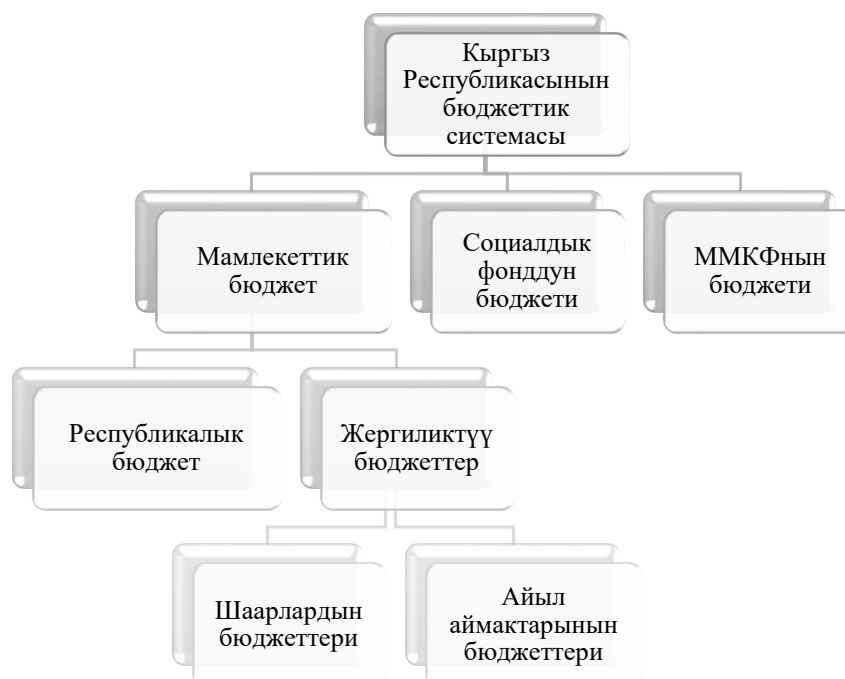 Кыргыз
Республикасынын
бюджеттик
системасы
Мамлекеттик
бюджет
Социалдык
фонддун
бюджети
ММКФнын
бюджети
Республикалык
бюджет
Жергиликтүү
бюджеттер
Шаарлардын
бюджеттери
Айыл
аймактарынын
бюджеттери